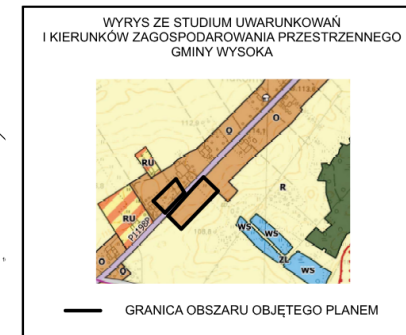 WYRYS ZE STUDIUM UWARUNKOWAŃ
I KIERUNKÓW ZAGOSPODAROWANIA PRZESTRZENNEGO
GMINY WYSOKA
O
O
O
RU
R
RU
P1198P
WS
WS
ZL
WS
O
O
GRANICA OBSZARU OBJĘTEGO PLANEM